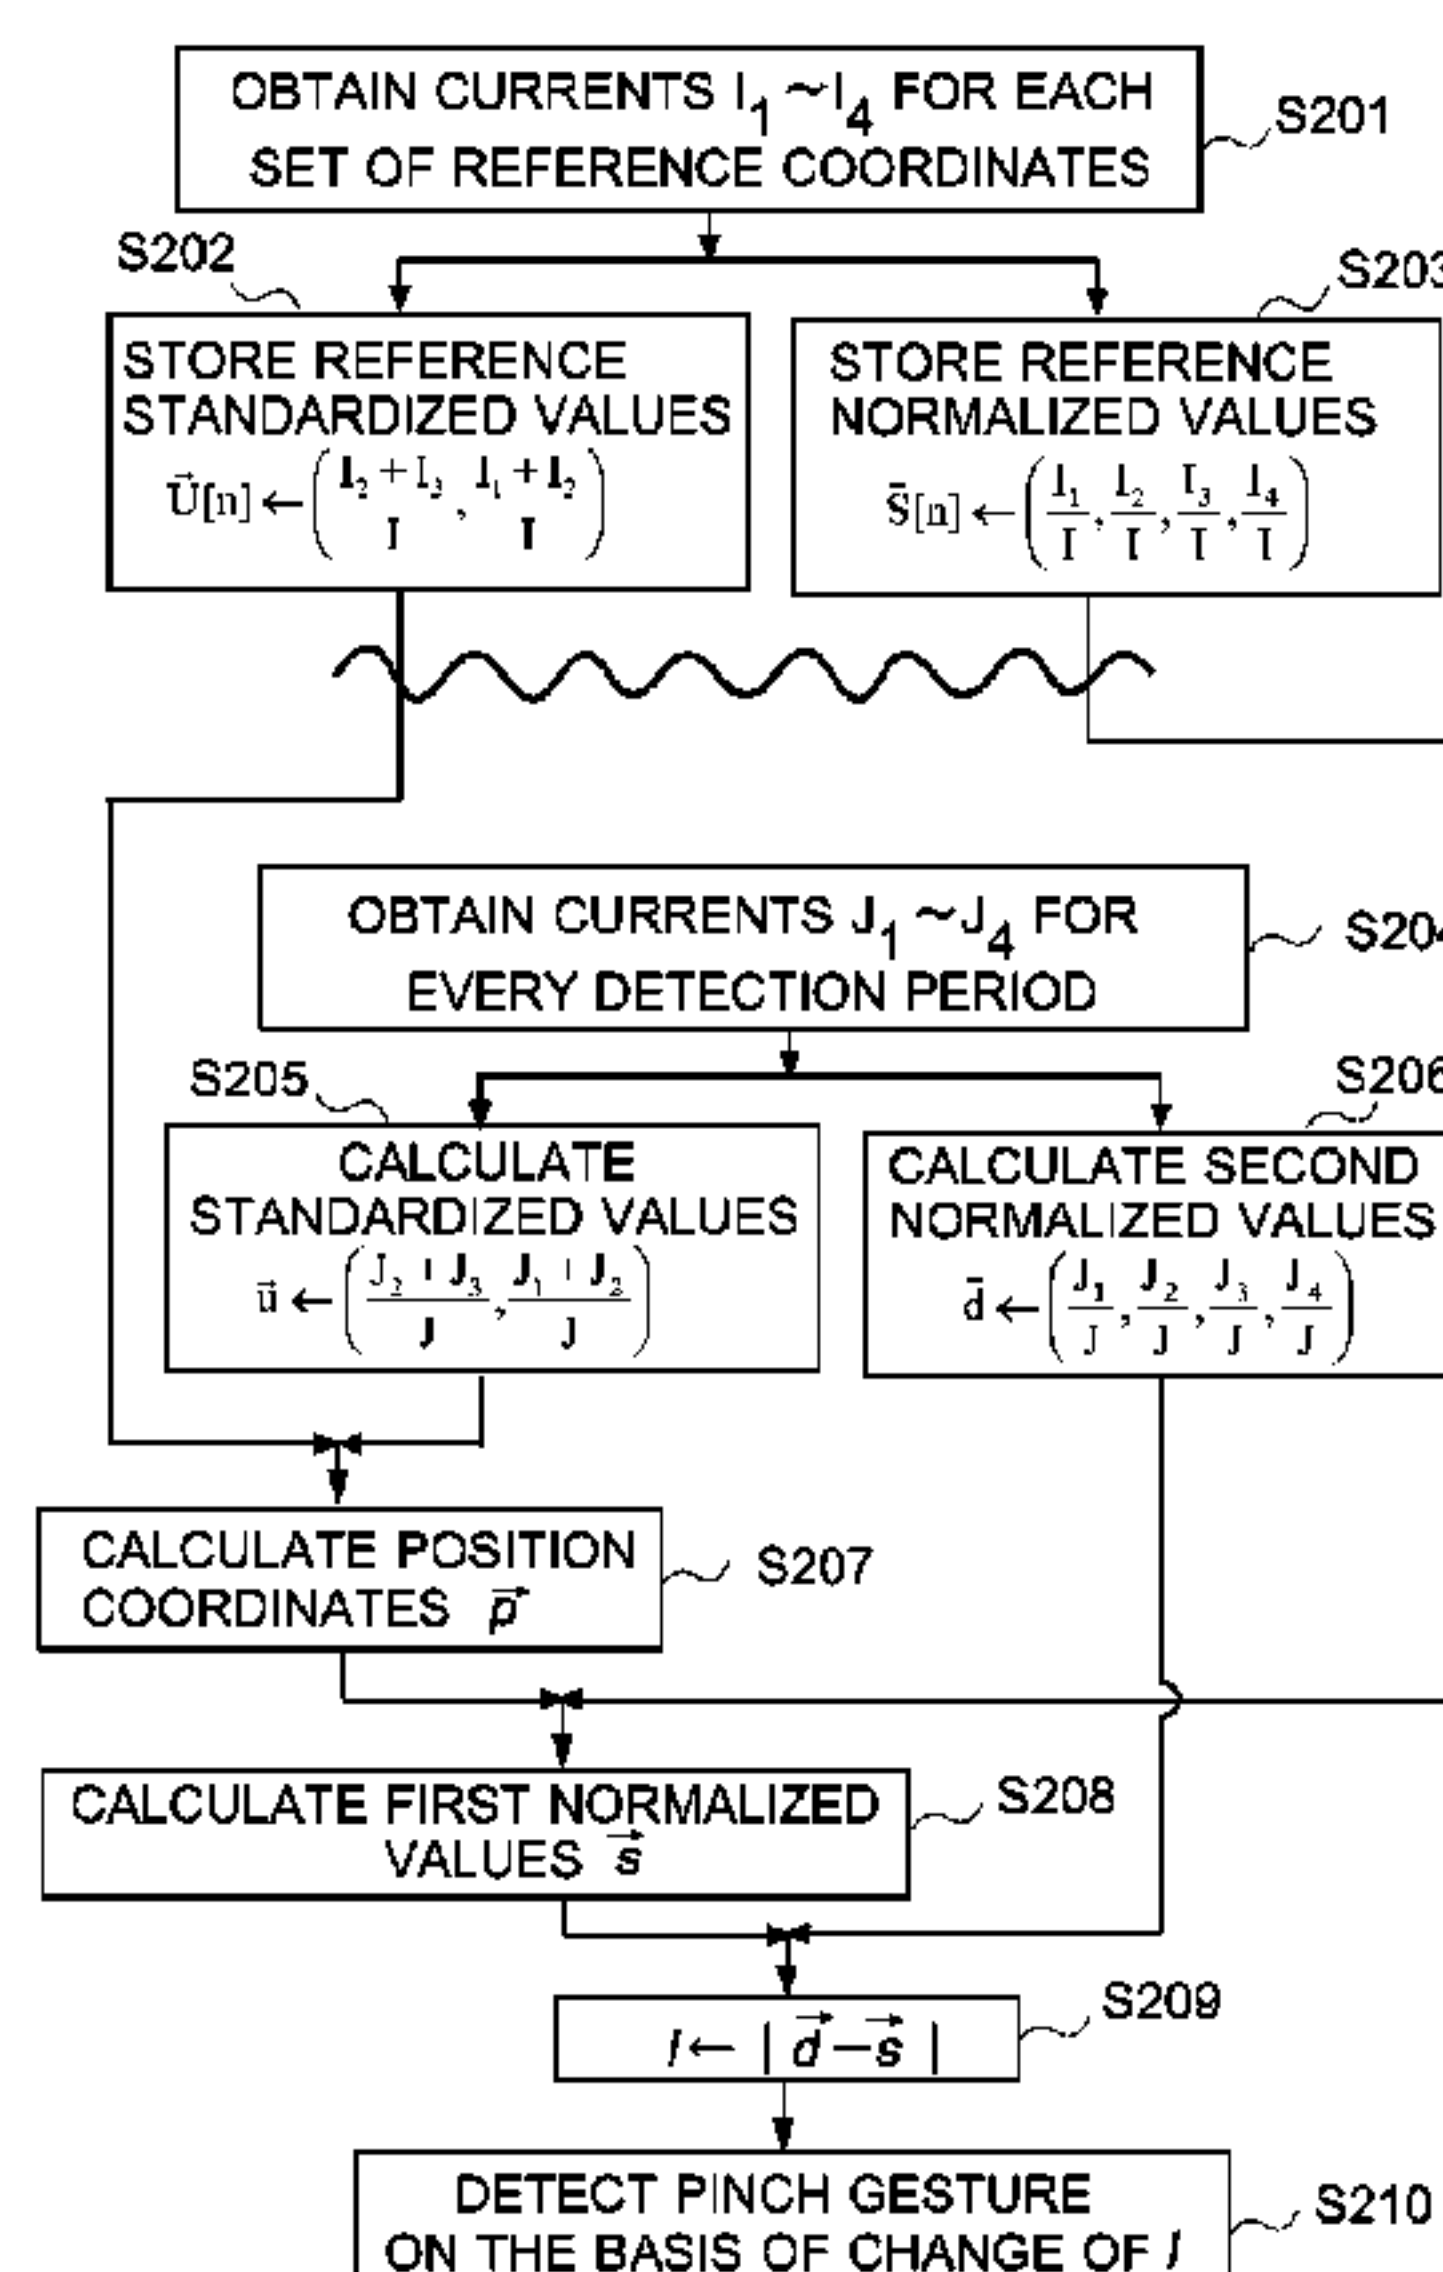 OBTAIN CURRENTS I1 ~I4 FOR EACH
SET OF REFERENCE COORDINATES
S201
S202
S203
STORE REFERENCE
STANDARDIZED VALUES
U⃗[n] ← ( (I2 + I3)/I , (I1 + I2)/I )
STORE REFERENCE
NORMALIZED VALUES
S⃗[n] ← ( I1/I , I2/I , I3/I , I4/I )
OBTAIN CURRENTS J1 ~J4 FOR
EVERY DETECTION PERIOD
S204
S205
S206
CALCULATE
STANDARDIZED VALUES
u⃗ ← ( (J2 + J3)/J , (J1 + J2)/J )
CALCULATE SECOND
NORMALIZED VALUES
d⃗ ← ( J1/J , J2/J , J3/J , J4/J )
CALCULATE POSITION
COORDINATES p⃗
S207
CALCULATE FIRST NORMALIZED
VALUES s⃗
S208
l ← | d⃗ − s⃗ |
S209
DETECT PINCH GESTURE
ON THE BASIS OF CHANGE OF l
S210